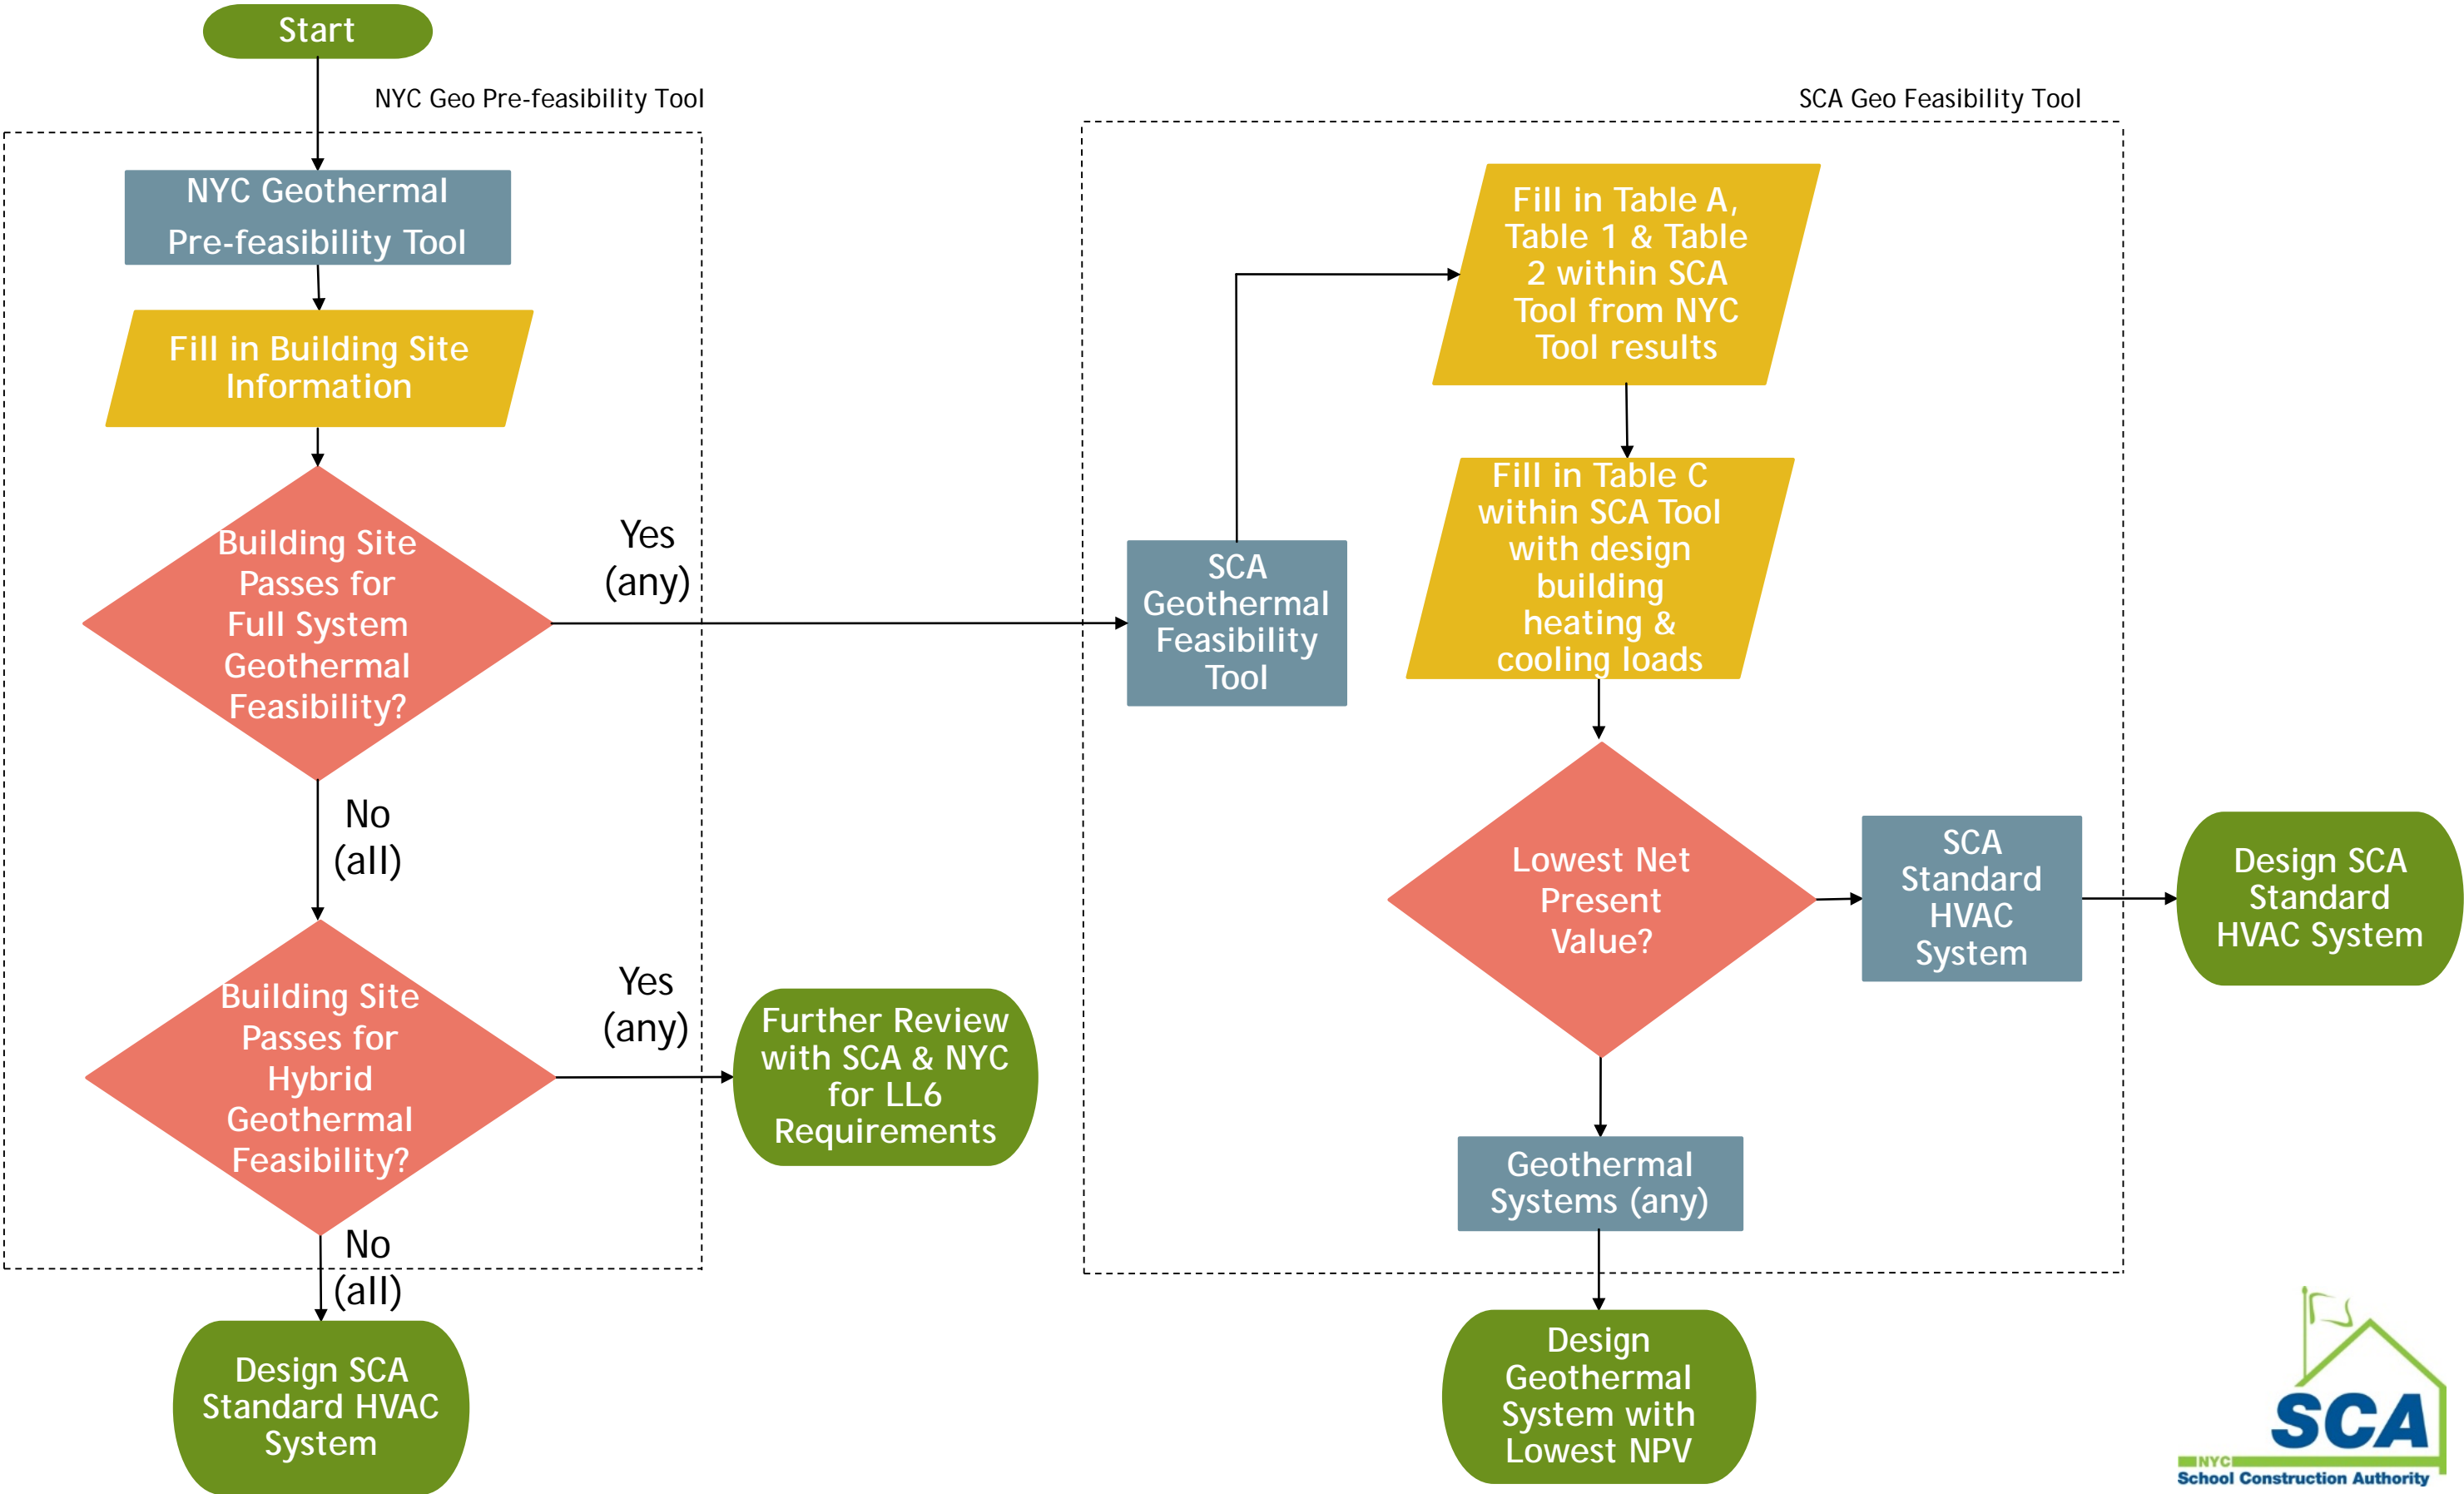 Start
NYC Geo Pre-feasibility Tool
NYC Geothermal
Pre-feasibility Tool
Fill in Building Site
Information
Building Site
Passes for
Full System
Geothermal
Feasibility?
Yes
(any)
No
(all)
Building Site
Passes for
Hybrid
Geothermal
Feasibility?
Yes
(any)
Further Review
with SCA & NYC
for LL6
Requirements
No
(all)
Design SCA
Standard HVAC
System
SCA Geo Feasibility Tool
SCA
Geothermal
Feasibility
Tool
Fill in Table A,
Table 1 & Table
2 within SCA
Tool from NYC
Tool results
Fill in Table C
within SCA Tool
with design
building
heating &
cooling loads
Lowest Net
Present
Value?
SCA
Standard
HVAC
System
Design SCA
Standard
HVAC System
Geothermal
Systems (any)
Design
Geothermal
System with
Lowest NPV
SCA
NYC
School Construction Authority